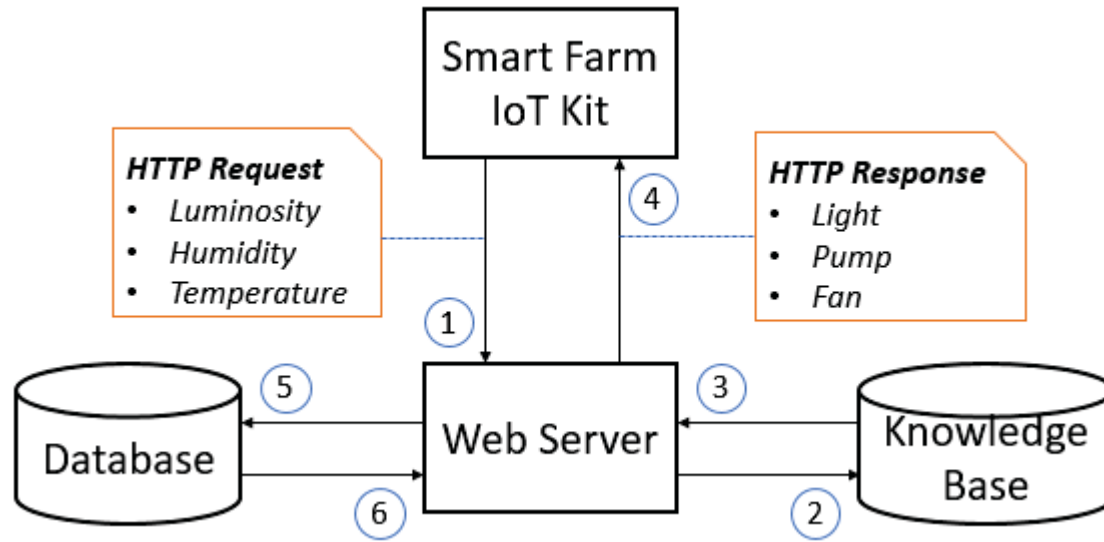 Smart Farm
IoT Kit
HTTP Request
• Luminosity
• Humidity
• Temperature
4
HTTP Response
• Light
• Pump
• Fan
1
5
3
Database
Web Server
Knowledge
Base
6
2